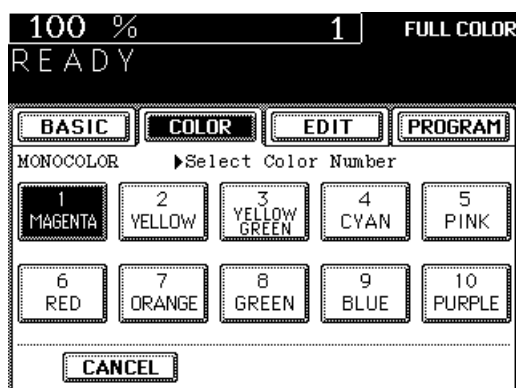 100 % 1 FULL COLOR
READY
BASIC COLOR EDIT PROGRAM
MONOCOLOR ▶Select Color Number
1 2 3 4 5
MAGENTA YELLOW YELLOW GREEN CYAN PINK
6 7 8 9 10
RED ORANGE GREEN BLUE PURPLE
CANCEL